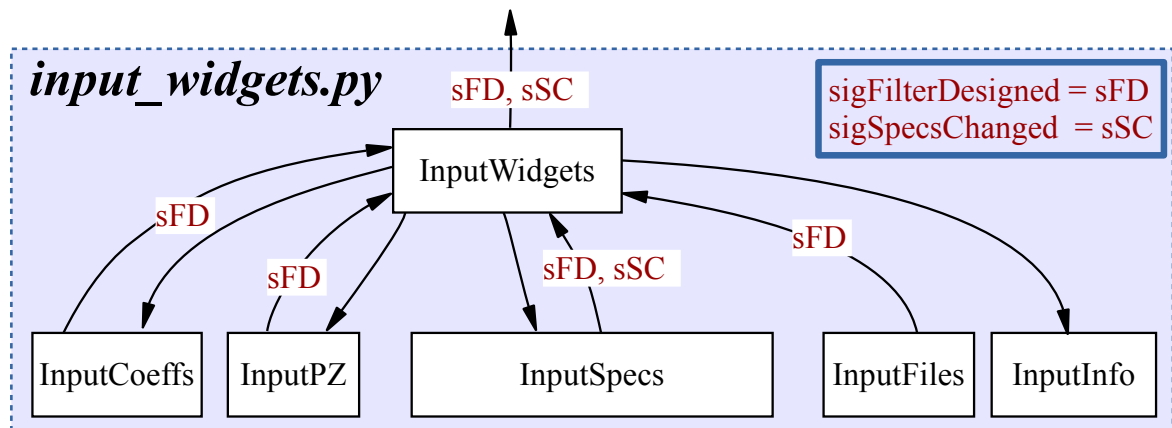 input_widgets.py
sFD, sSC
sigFilterDesigned = sFD
sigSpecsChanged = sSC
InputWidgets
sFD
sFD
sFD, sSC
sFD
InputCoeffs
InputPZ
InputSpecs
InputFiles
InputInfo